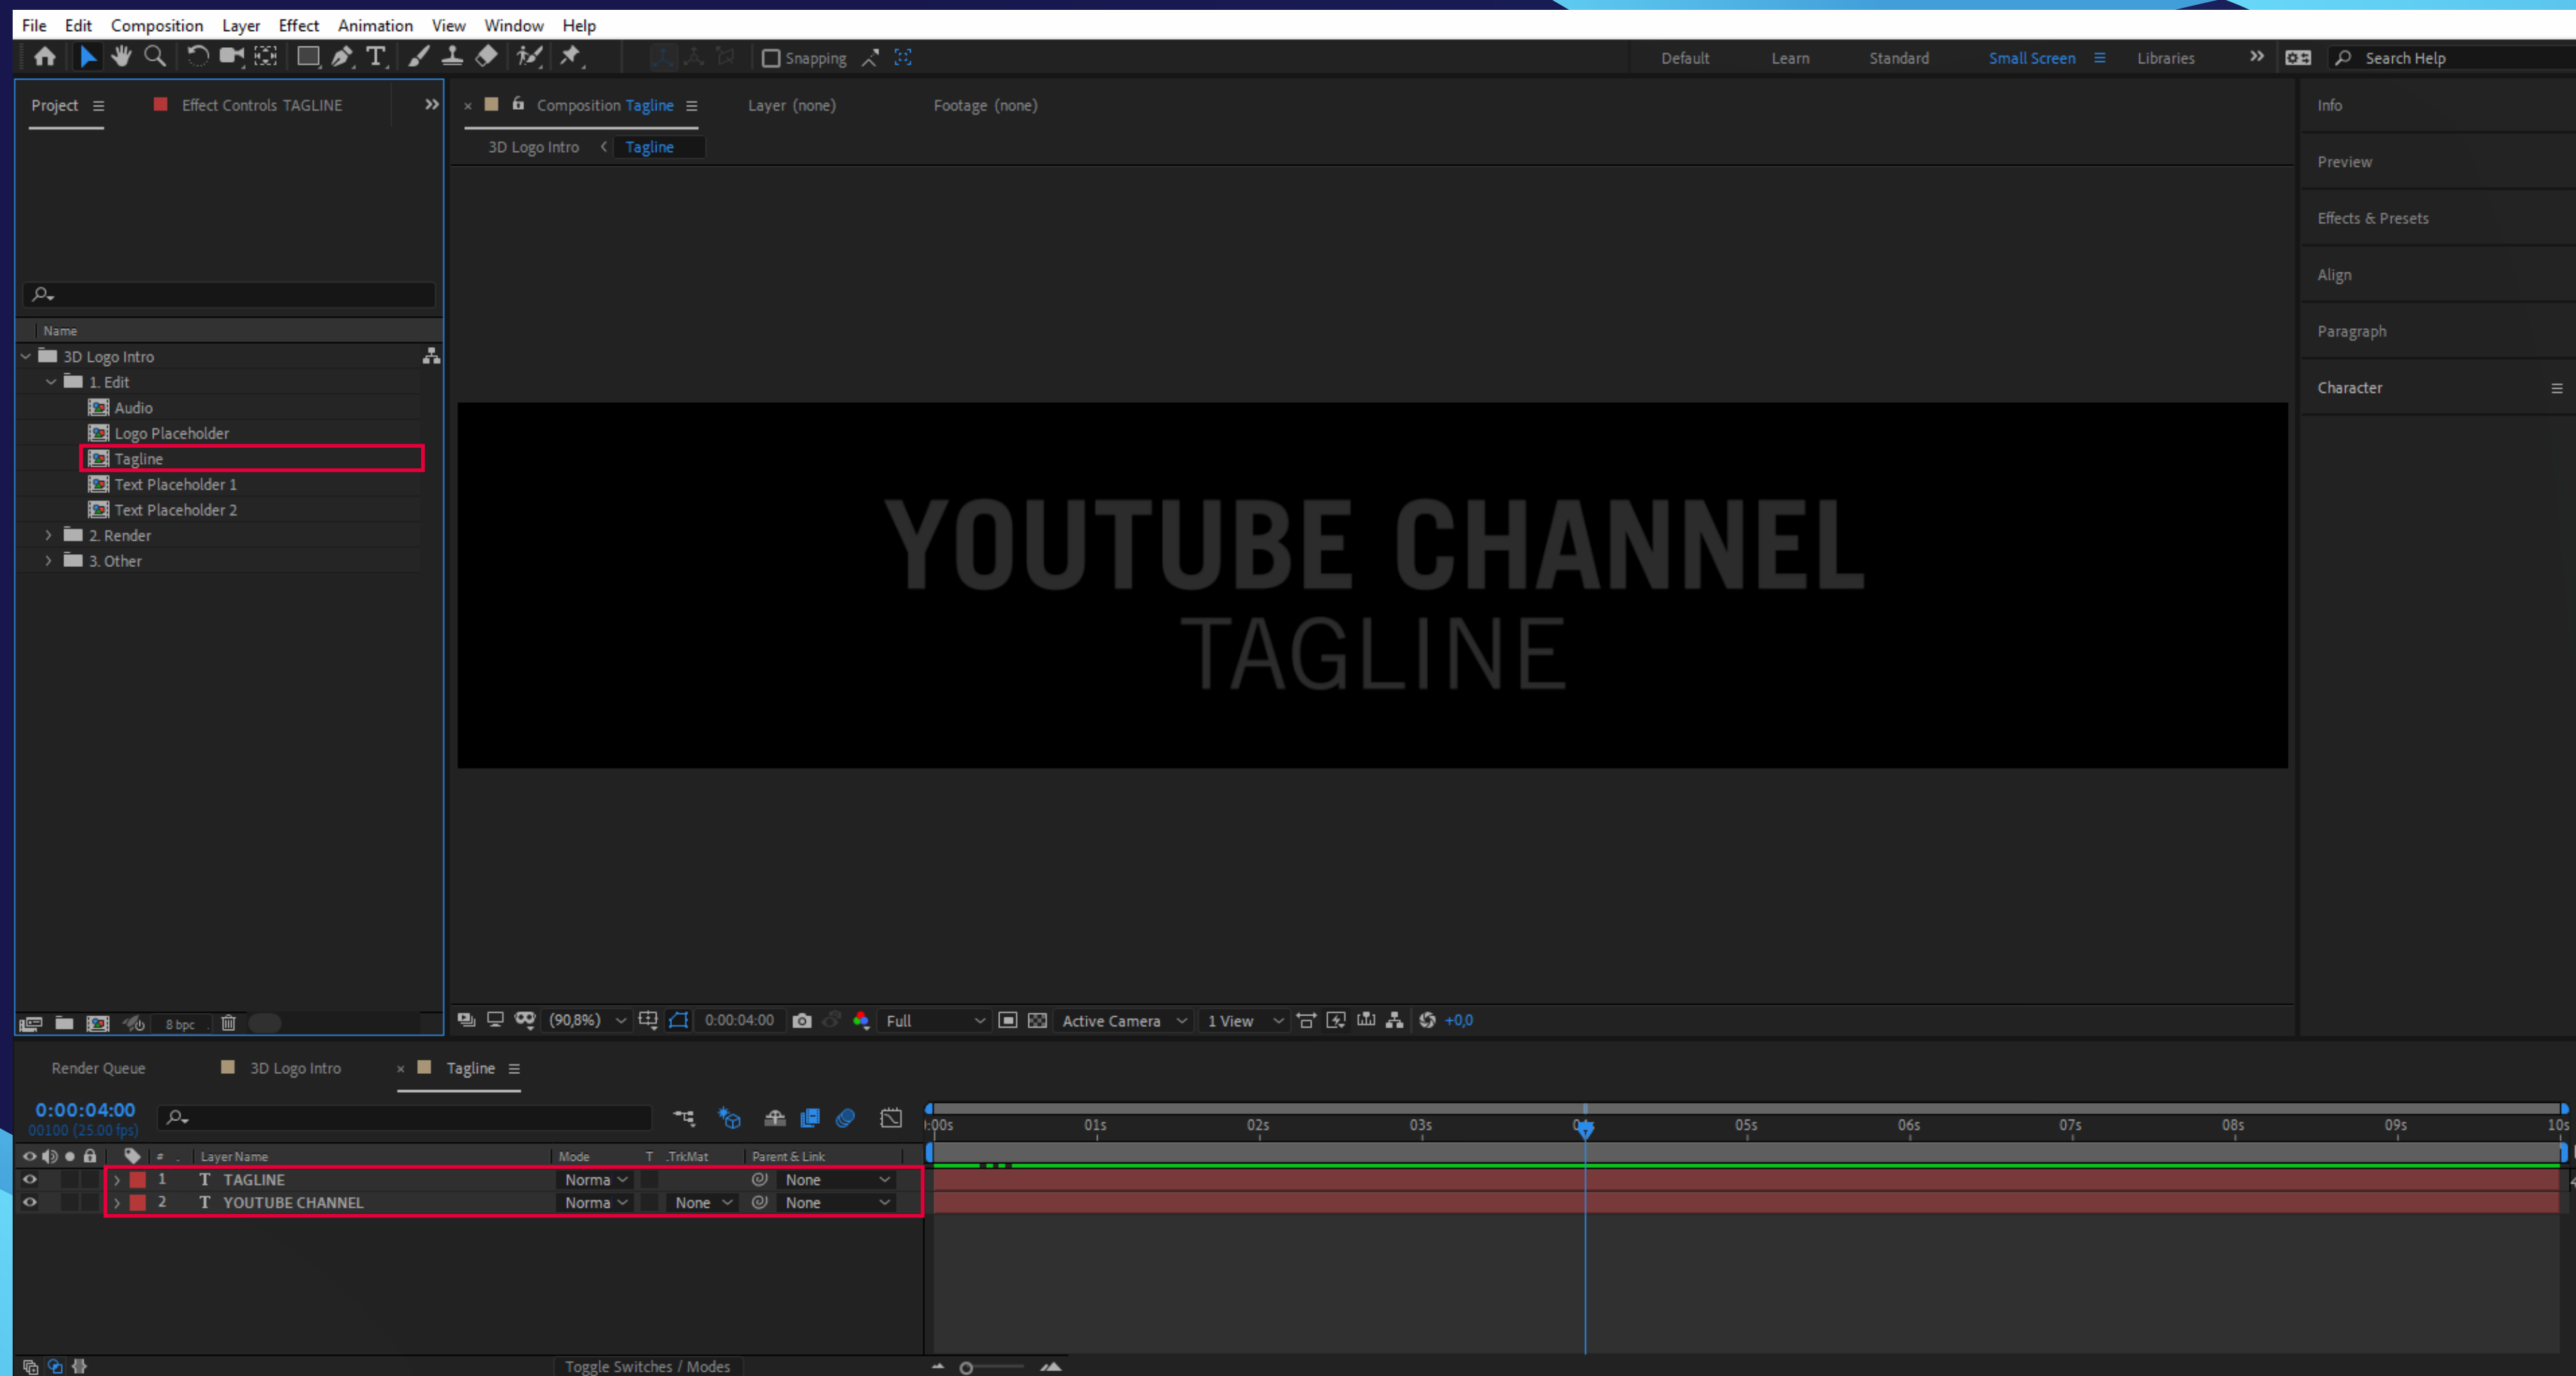 File Edit Composition Layer Effect Animation View Window Help
Snapping
Default Learn Standard Small Screen Libraries Search Help
Project Effect Controls TAGLINE
Composition Tagline Layer (none) Footage (none)
3D Logo Intro Tagline
Info
Preview
Effects & Presets
Align
Paragraph
Character
Name
3D Logo Intro
1. Edit
Audio
Logo Placeholder
Tagline
Text Placeholder 1
Text Placeholder 2
2. Render
3. Other
YOUTUBE CHANNEL
TAGLINE
8 bpc
(90,8%) 0:00:04:00 Full Active Camera 1 View +0,0
Render Queue 3D Logo Intro Tagline
0:00:04:00
00100 (25.00 fps)
:00s 01s 02s 03s 05s 06s 07s 08s 09s 10s
# Layer Name Mode T .TrkMat Parent & Link
1 T TAGLINE Norma None
2 T YOUTUBE CHANNEL Norma None None
Toggle Switches / Modes